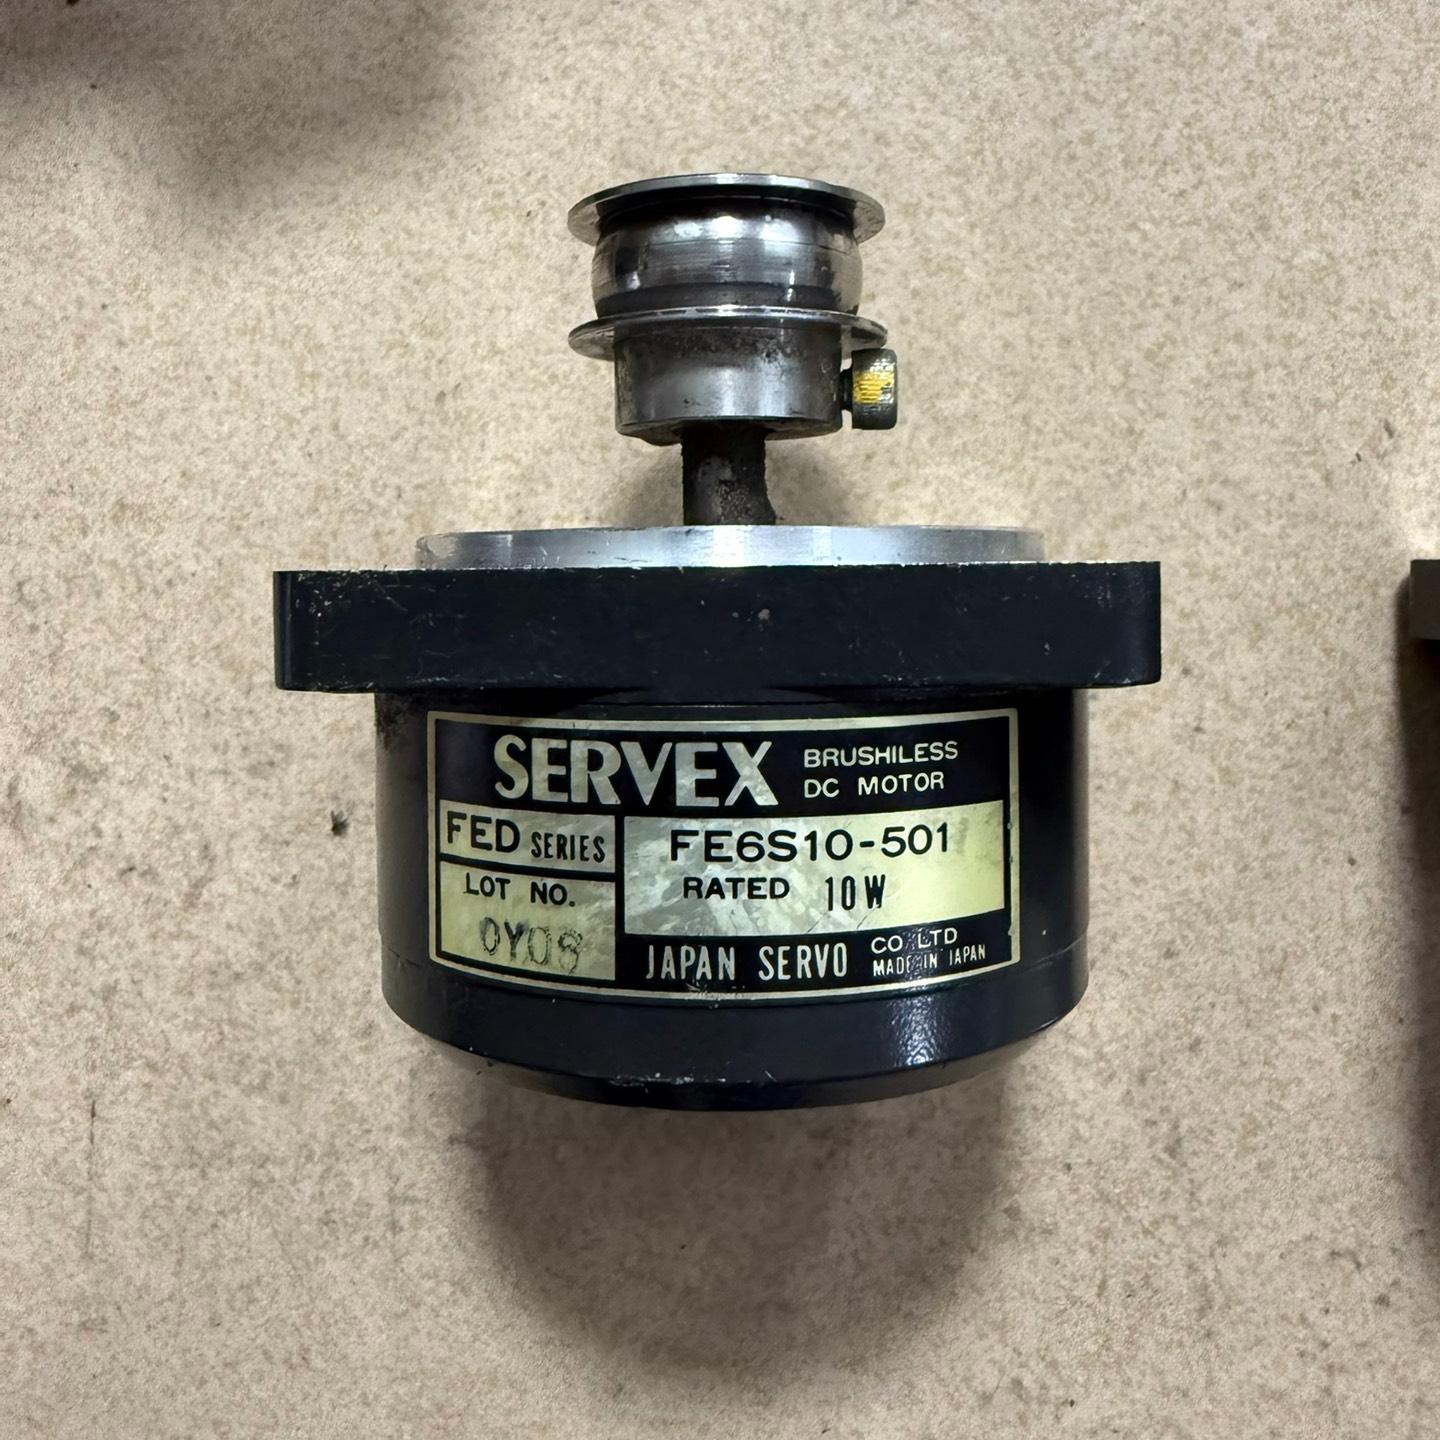 SERVEX
BRUSHILESS
DC MOTOR
FED SERIES
FE6S10-501
RATED 10W
LOT NO.
0Y08
JAPAN SERVO CO LTD
MADE IN JAPAN